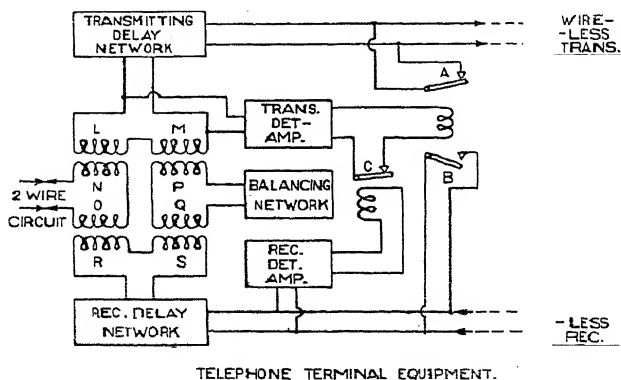 TRANSMITTING
DELAY
NETWORK
WIRE-
-LESS
TRANS.
A
L
M
TRANS.
DET-
AMP.
C
B
N
P
2 WIRE
CIRCUIT
O
Q
BALANCING
NETWORK
R
S
REC.
DET.
AMP.
REC. DELAY
NETWORK
-LESS
REC.
TELEPHONE TERMINAL EQUIPMENT.